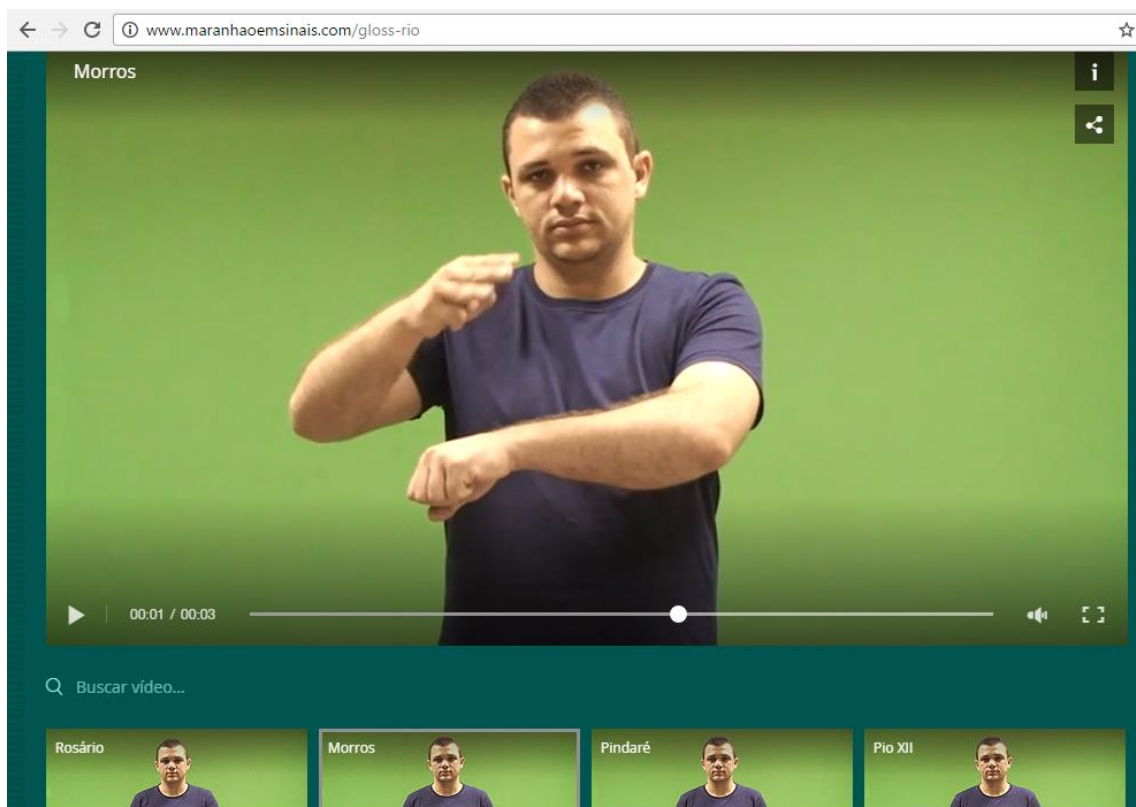 www.maranhaoemsinais.com/gloss-rio
Morros
00:01 / 00:03
Buscar vídeo...
Rosário
Morros
Pindaré
Pio XII